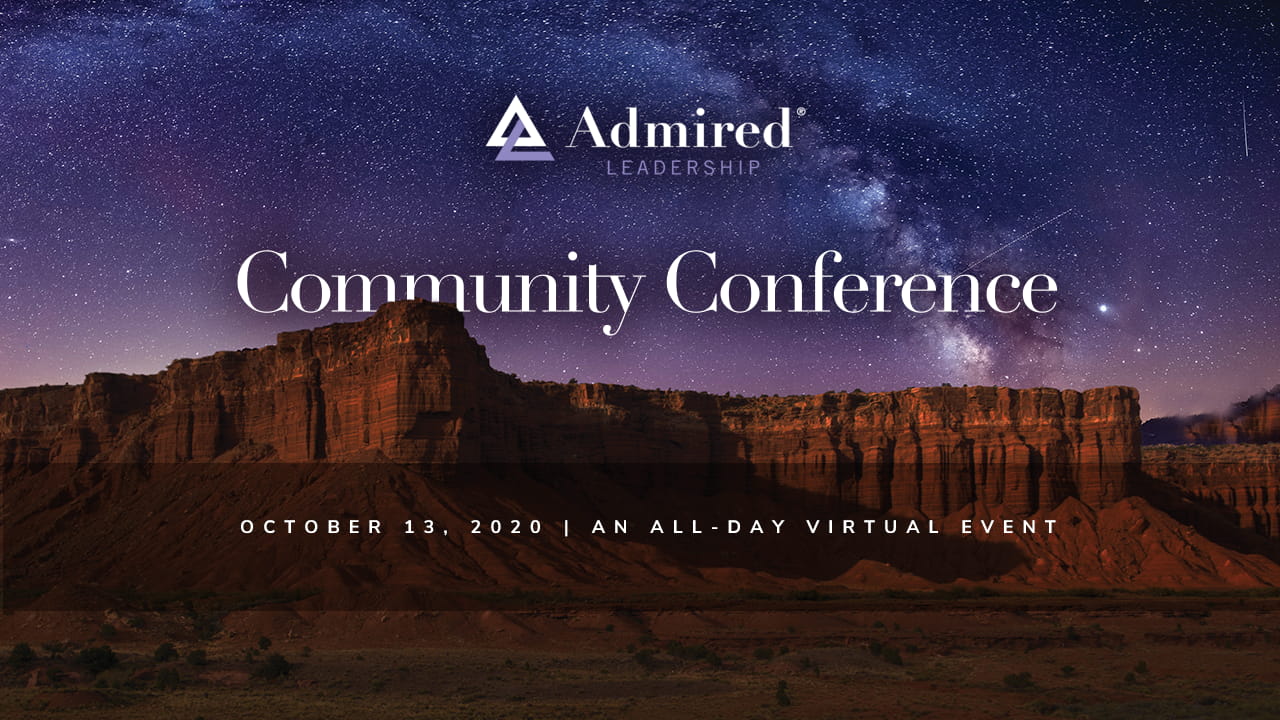 Admired®
LEADERSHIP
Community Conference
OCTOBER 13, 2020 | AN ALL-DAY VIRTUAL EVENT